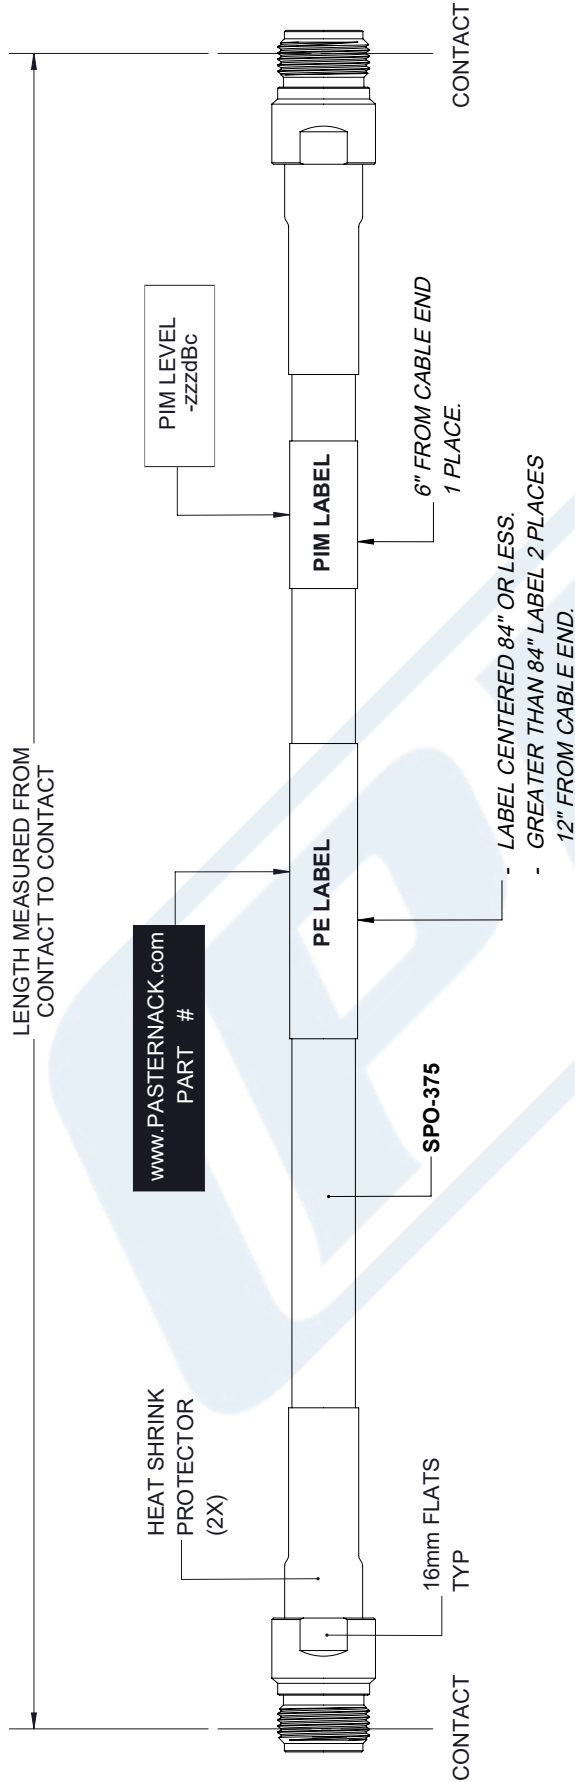 LENGTH MEASURED FROM
CONTACT TO CONTACT
www.PASTERNACK.com
PART #
PIM LEVEL
-zzzdBc
HEAT SHRINK
PROTECTOR
(2X)
PE LABEL
PIM LABEL
16mm FLATS
TYP
SPO-375
6" FROM CABLE END
1 PLACE.
CONTACT
CONTACT
- LABEL CENTERED 84" OR LESS.
- GREATER THAN 84" LABEL 2 PLACES
12" FROM CABLE END.